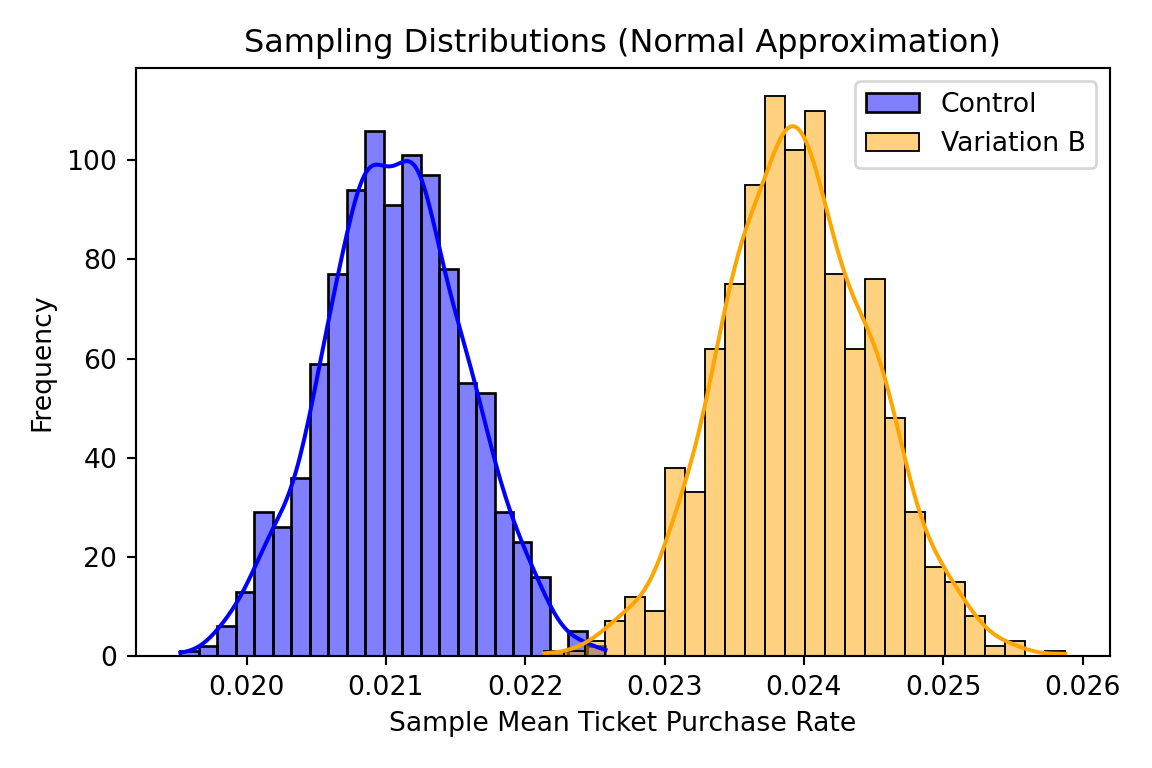 Sampling Distributions (Normal Approximation)
Control
Variation B
100
80
60
40
20
0
Frequency
0.020 0.021 0.022 0.023 0.024 0.025 0.026
Sample Mean Ticket Purchase Rate